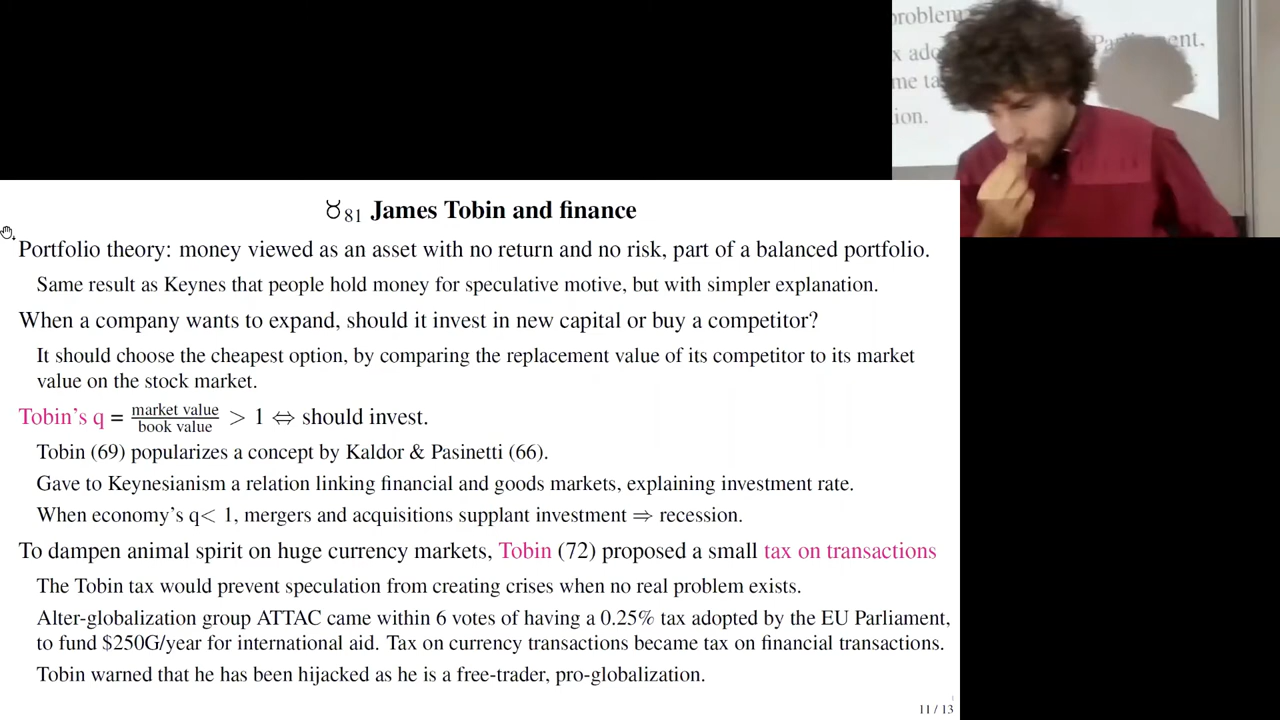 problem
Parliament,
ion.
♉81 James Tobin and finance
Portfolio theory: money viewed as an asset with no return and no risk, part of a balanced portfolio.
Same result as Keynes that people hold money for speculative motive, but with simpler explanation.
When a company wants to expand, should it invest in new capital or buy a competitor?
It should choose the cheapest option, by comparing the replacement value of its competitor to its market
value on the stock market.
Tobin's q = market value / book value > 1 ⇔ should invest.
Tobin (69) popularizes a concept by Kaldor & Pasinetti (66).
Gave to Keynesianism a relation linking financial and goods markets, explaining investment rate.
When economy's q< 1, mergers and acquisitions supplant investment ⇒ recession.
To dampen animal spirit on huge currency markets, Tobin (72) proposed a small tax on transactions
The Tobin tax would prevent speculation from creating crises when no real problem exists.
Alter-globalization group ATTAC came within 6 votes of having a 0.25% tax adopted by the EU Parliament,
to fund $250G/year for international aid. Tax on currency transactions became tax on financial transactions.
Tobin warned that he has been hijacked as he is a free-trader, pro-globalization.
11 / 13